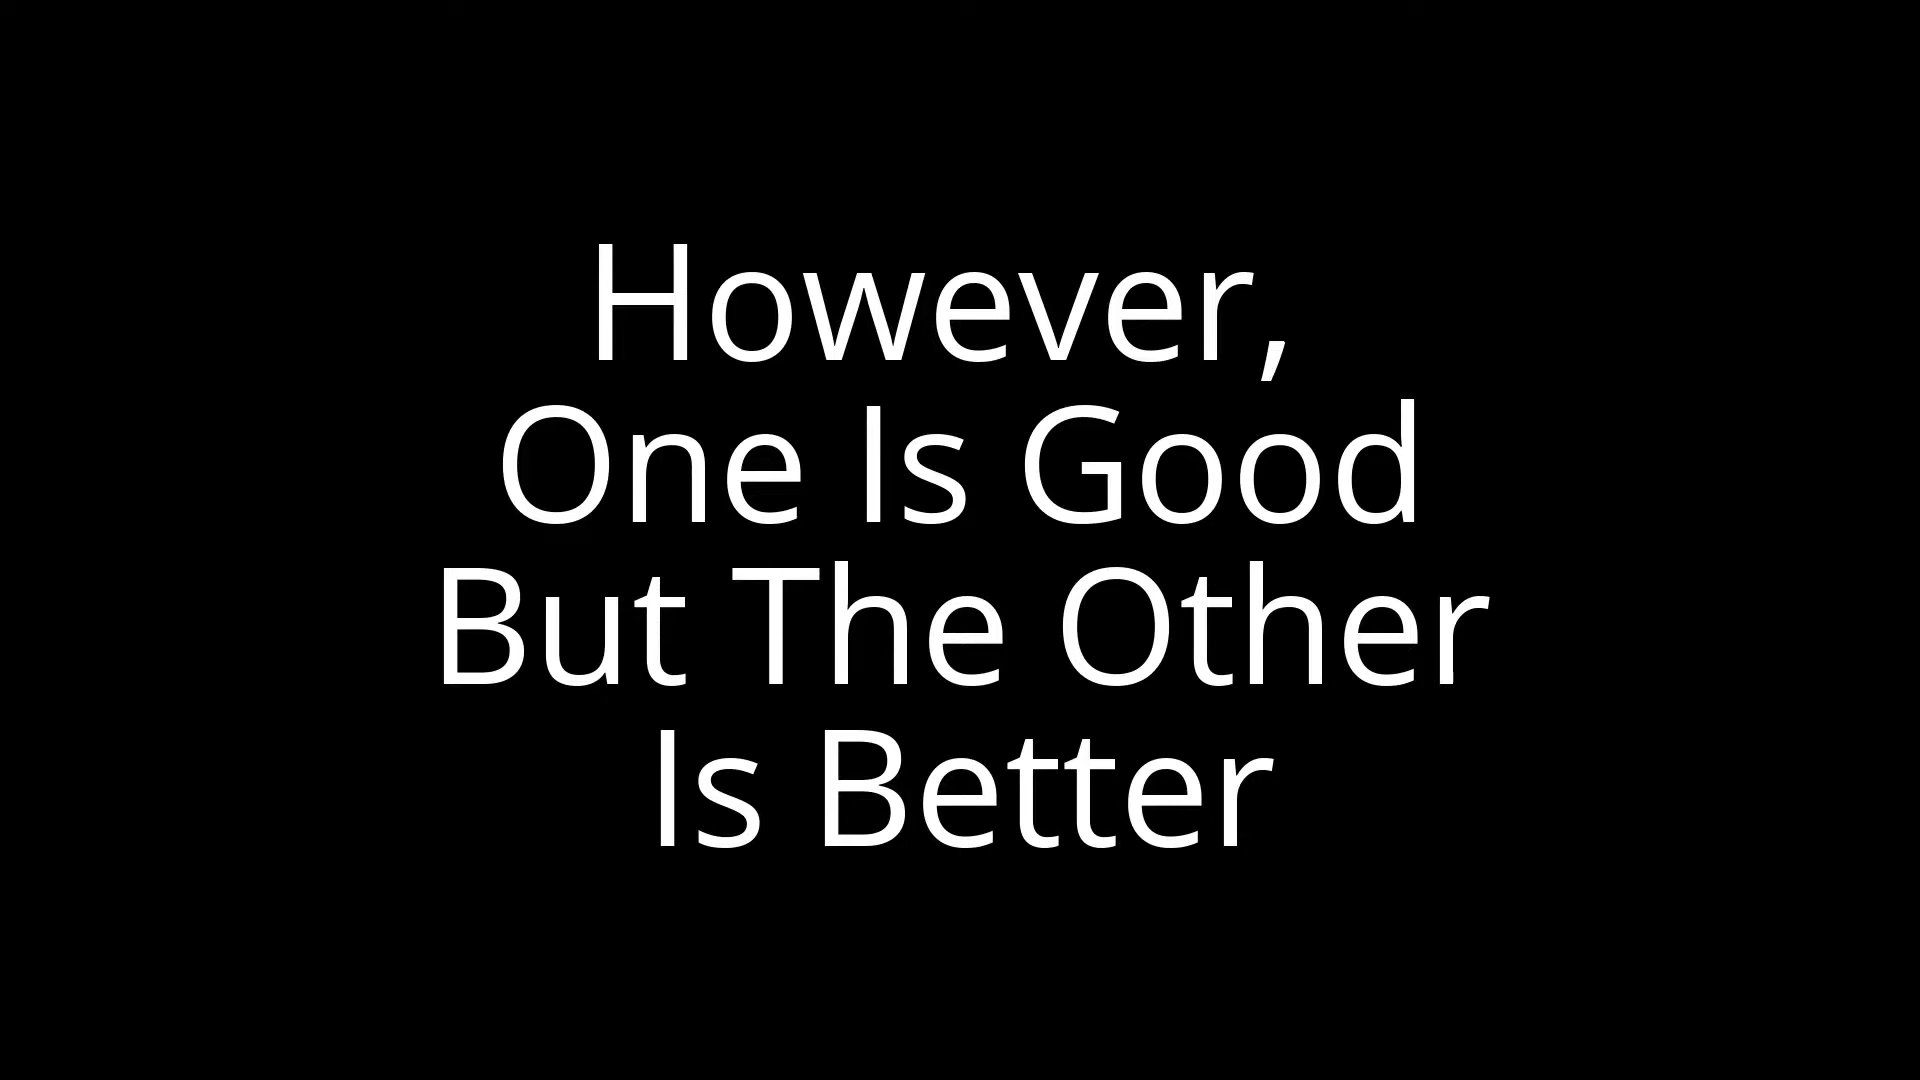 However,
One Is Good
But The Other
Is Better